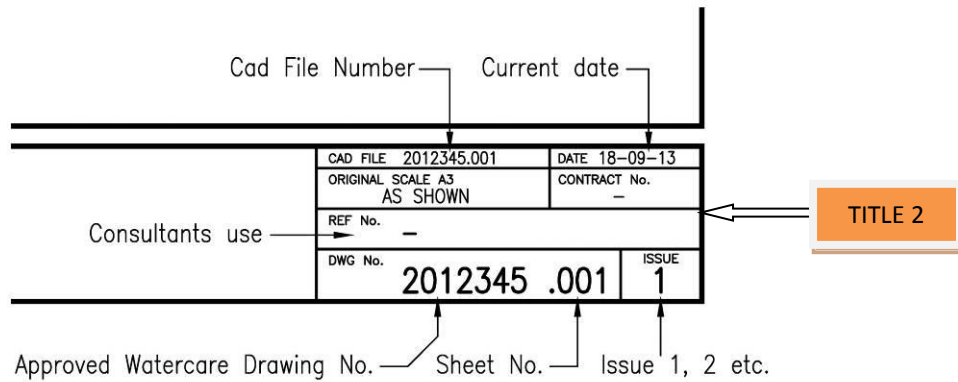 Cad File Number Current date
CAD FILE 2012345.001 DATE 18-09-13
ORIGINAL SCALE A3 CONTRACT No.
AS SHOWN -
TITLE 2
REF No. -
Consultants use
DWG No. 2012345 .001 ISSUE 1
Approved Watercare Drawing No. Sheet No. Issue 1, 2 etc.